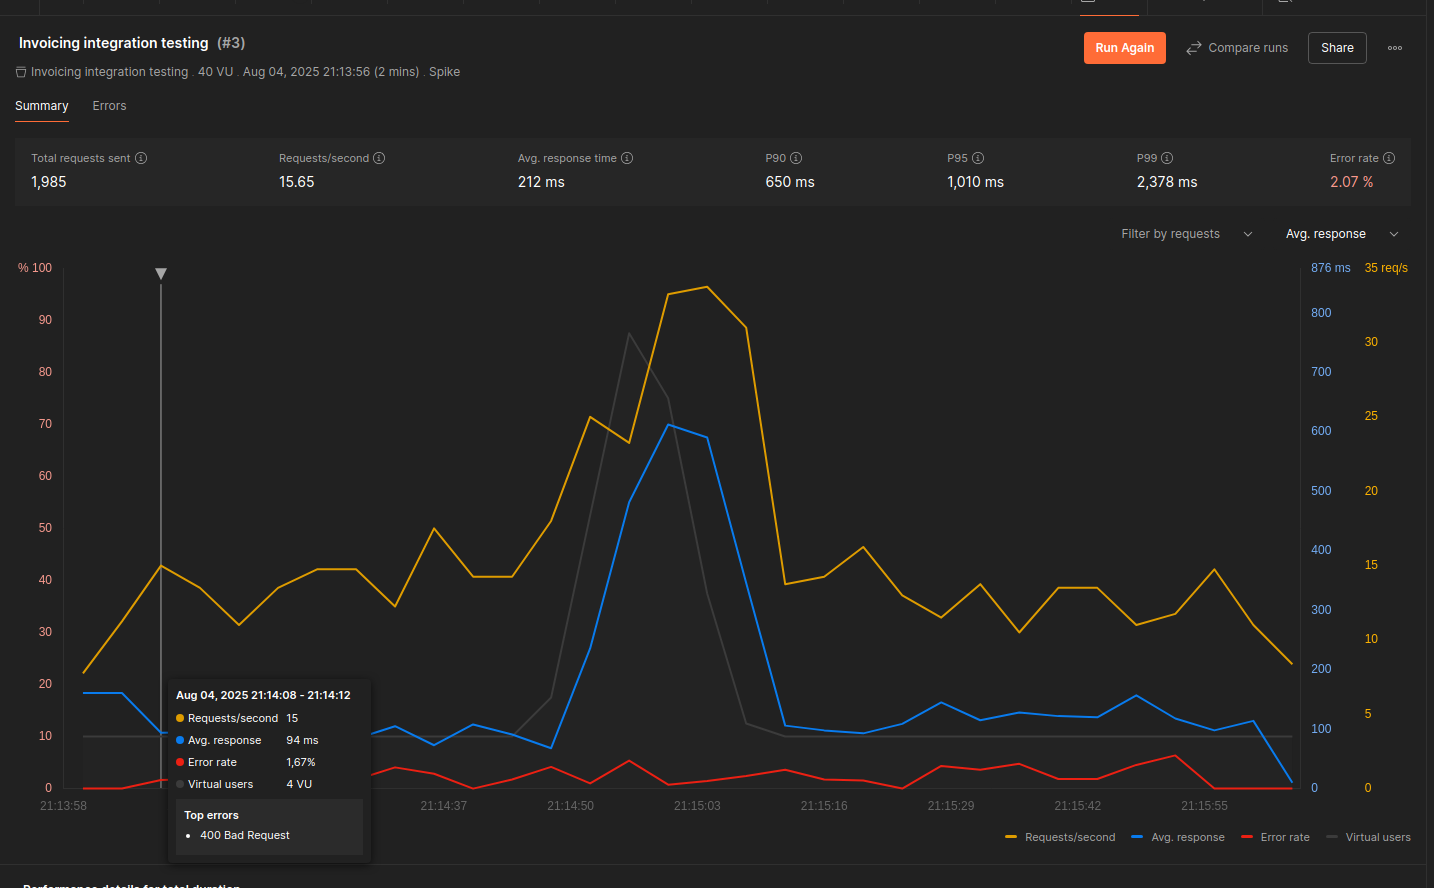 Invoicing integration testing (#3)
Run Again
Compare runs
Share
Invoicing integration testing . 40 VU . Aug 04, 2025 21:13:56 (2 mins) . Spike
Summary
Errors
Total requests sent
Requests/second
Avg. response time
P90
P95
P99
Error rate
1,985
15.65
212 ms
650 ms
1,010 ms
2,378 ms
2.07 %
Filter by requests
Avg. response
% 100
90
80
70
60
50
40
30
20
10
0
876 ms
800
700
600
500
400
300
200
100
0
35 req/s
30
25
20
15
10
5
0
Aug 04, 2025 21:14:08 - 21:14:12
Requests/second 15
Avg. response 94 ms
Error rate 1,67%
Virtual users 4 VU
Top errors
400 Bad Request
21:13:58
21:14:37
21:14:50
21:15:03
21:15:16
21:15:29
21:15:42
21:15:55
Requests/second
Avg. response
Error rate
Virtual users
Performance details for total duration